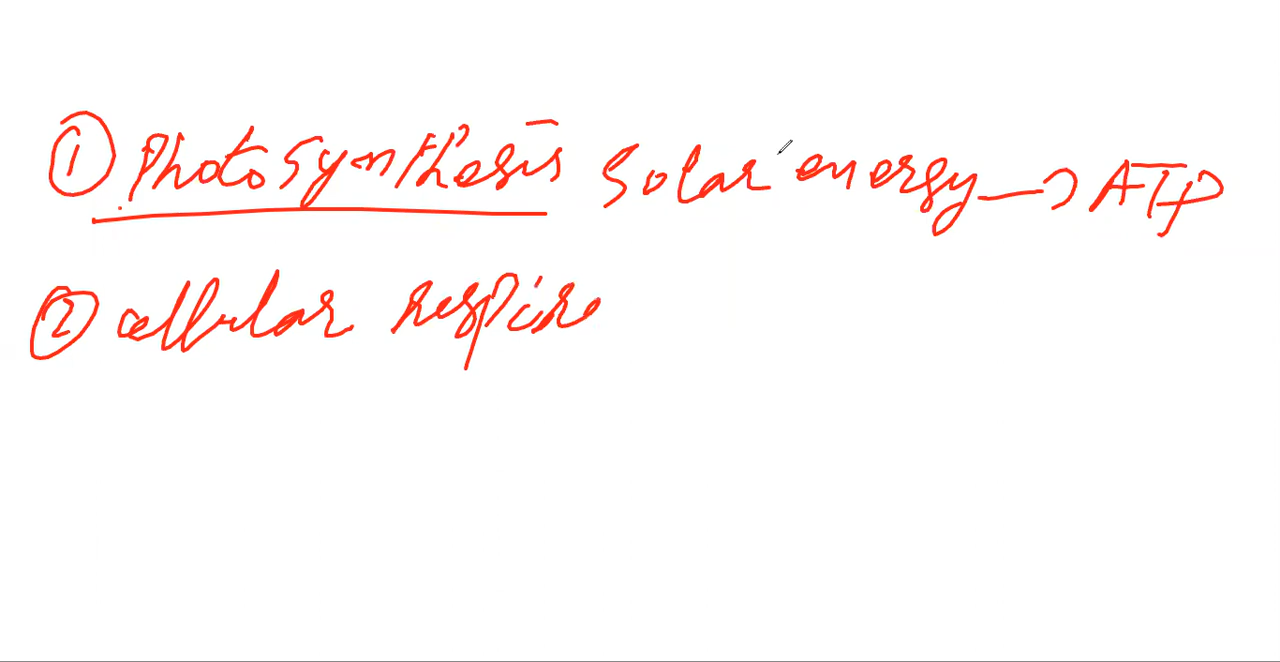 ① Photosynthesis Solar energy → ATP
② cellular respire